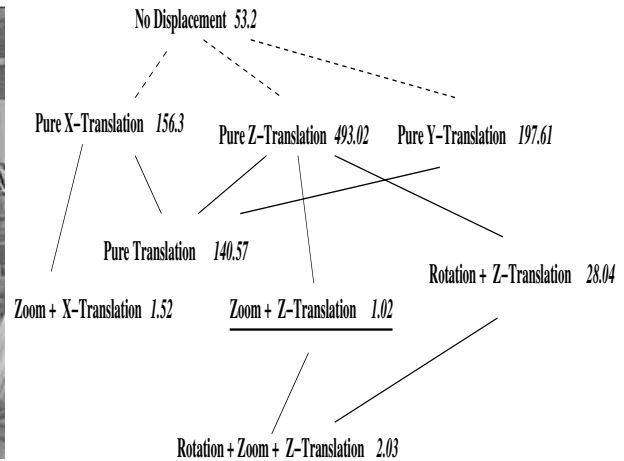 No Displacement 53.2
Pure X–Translation 156.3
Pure Z–Translation 493.02
Pure Y–Translation 197.61
Pure Translation 140.57
Rotation + Z–Translation 28.04
Zoom + X–Translation 1.52
Zoom + Z–Translation 1.02
Rotation + Zoom + Z–Translation 2.03